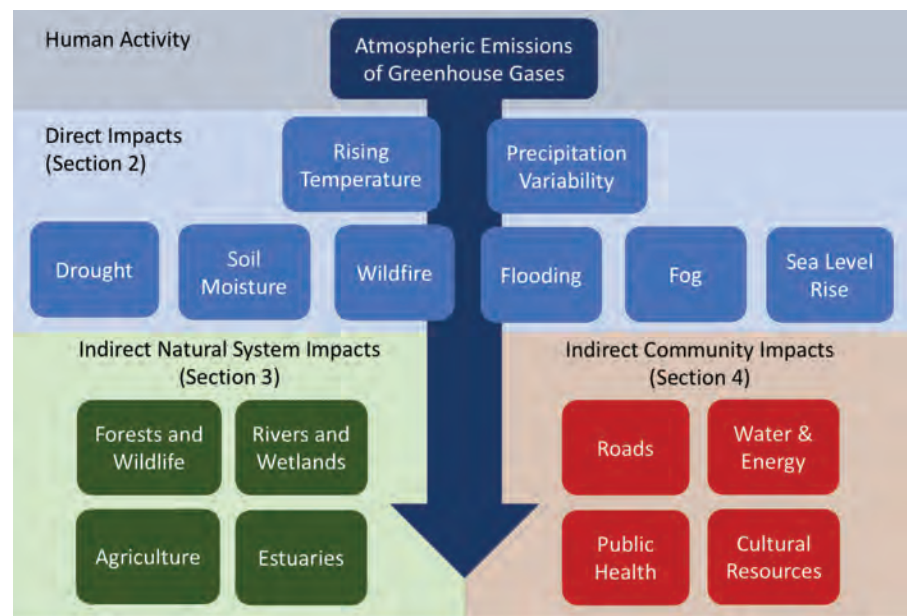 Human Activity
Atmospheric Emissions
of Greenhouse Gases
Direct Impacts
(Section 2)
Rising
Temperature
Precipitation
Variability
Drought
Soil
Moisture
Wildfire
Flooding
Fog
Sea Level
Rise
Indirect Natural System Impacts
(Section 3)
Forests and
Wildlife
Rivers and
Wetlands
Agriculture
Estuaries
Indirect Community Impacts
(Section 4)
Roads
Water &
Energy
Public
Health
Cultural
Resources